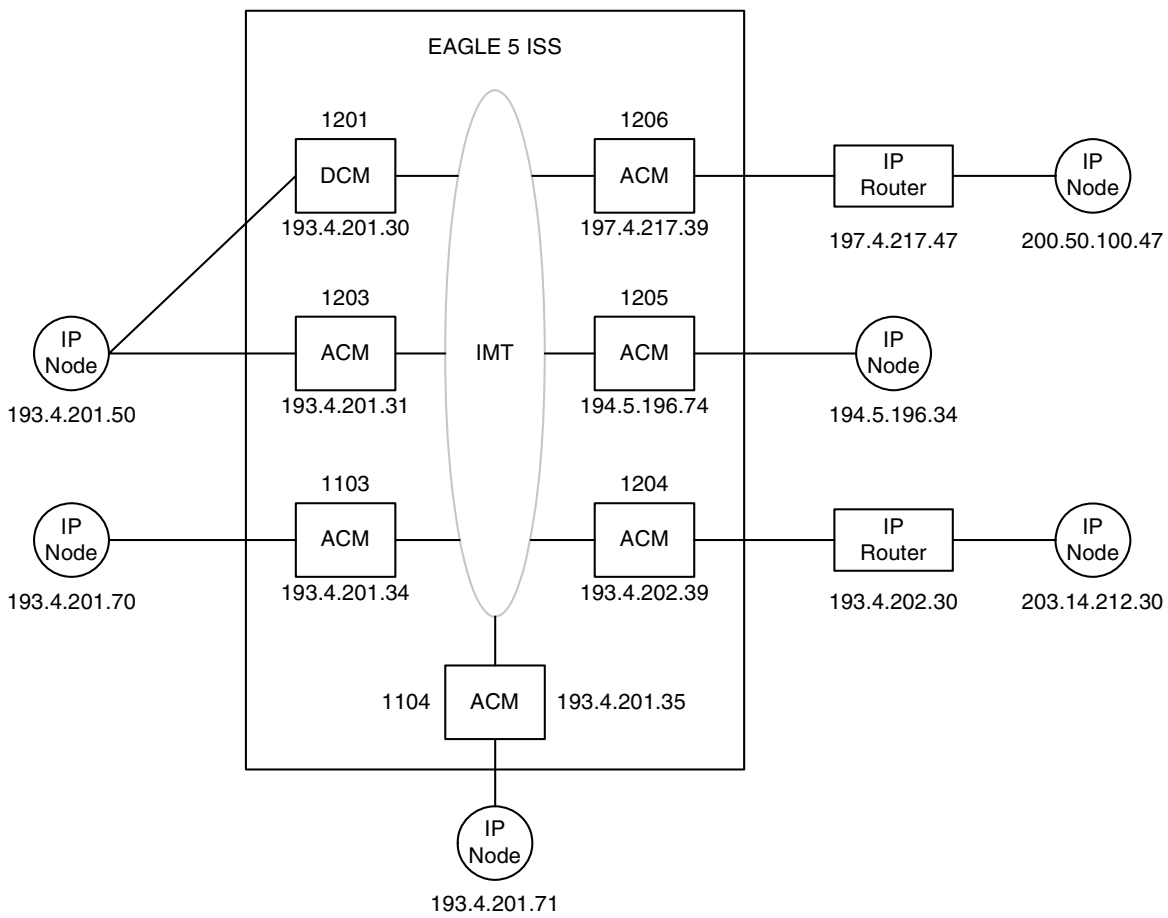 EAGLE 5 ISS
1201
DCM
193.4.201.30
1206
ACM
197.4.217.39
IP
Router
197.4.217.47
IP
Node
200.50.100.47
IP
Node
193.4.201.50
1203
ACM
193.4.201.31
IMT
1205
ACM
194.5.196.74
IP
Node
194.5.196.34
IP
Node
193.4.201.70
1103
ACM
193.4.201.34
1204
ACM
193.4.202.39
IP
Router
193.4.202.30
IP
Node
203.14.212.30
1104
ACM
193.4.201.35
IP
Node
193.4.201.71